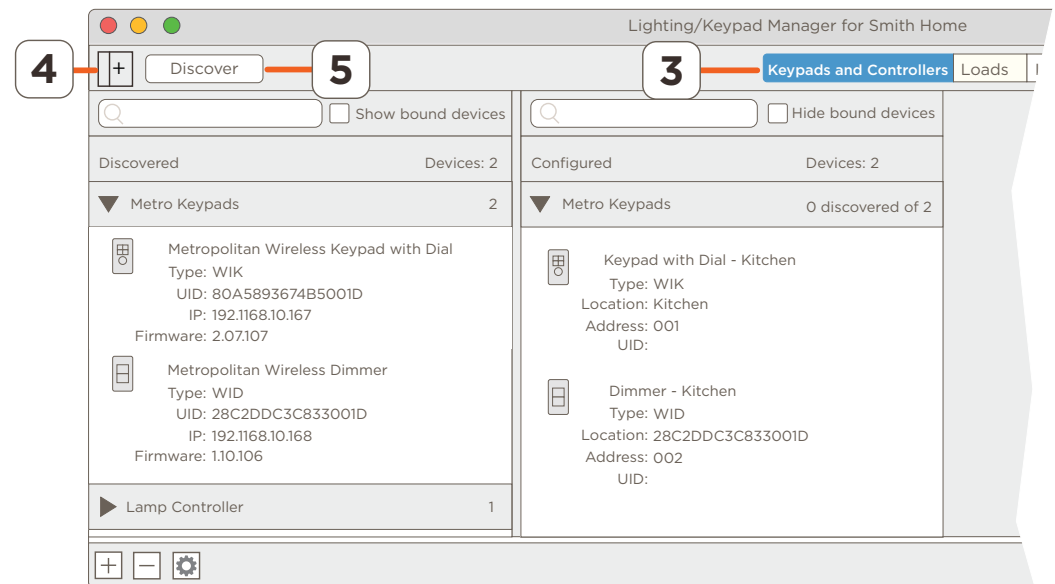 Lighting/Keypad Manager for Smith Home
4
+
Discover
5
3
Keypads and Controllers
Loads
Show bound devices
Hide bound devices
Discovered
Devices: 2
Configured
Devices: 2
Metro Keypads
2
Metro Keypads
0 discovered of 2
Metropolitan Wireless Keypad with Dial
Type: WIK
UID: 80A5893674B5001D
IP: 192.1168.10.167
Firmware: 2.07.107
Metropolitan Wireless Dimmer
Type: WID
UID: 28C2DDC3C833001D
IP: 192.1168.10.168
Firmware: 1.10.106
Lamp Controller
1
Keypad with Dial - Kitchen
Type: WIK
Location: Kitchen
Address: 001
UID:
Dimmer - Kitchen
Type: WID
Location: 28C2DDC3C833001D
Address: 002
UID: